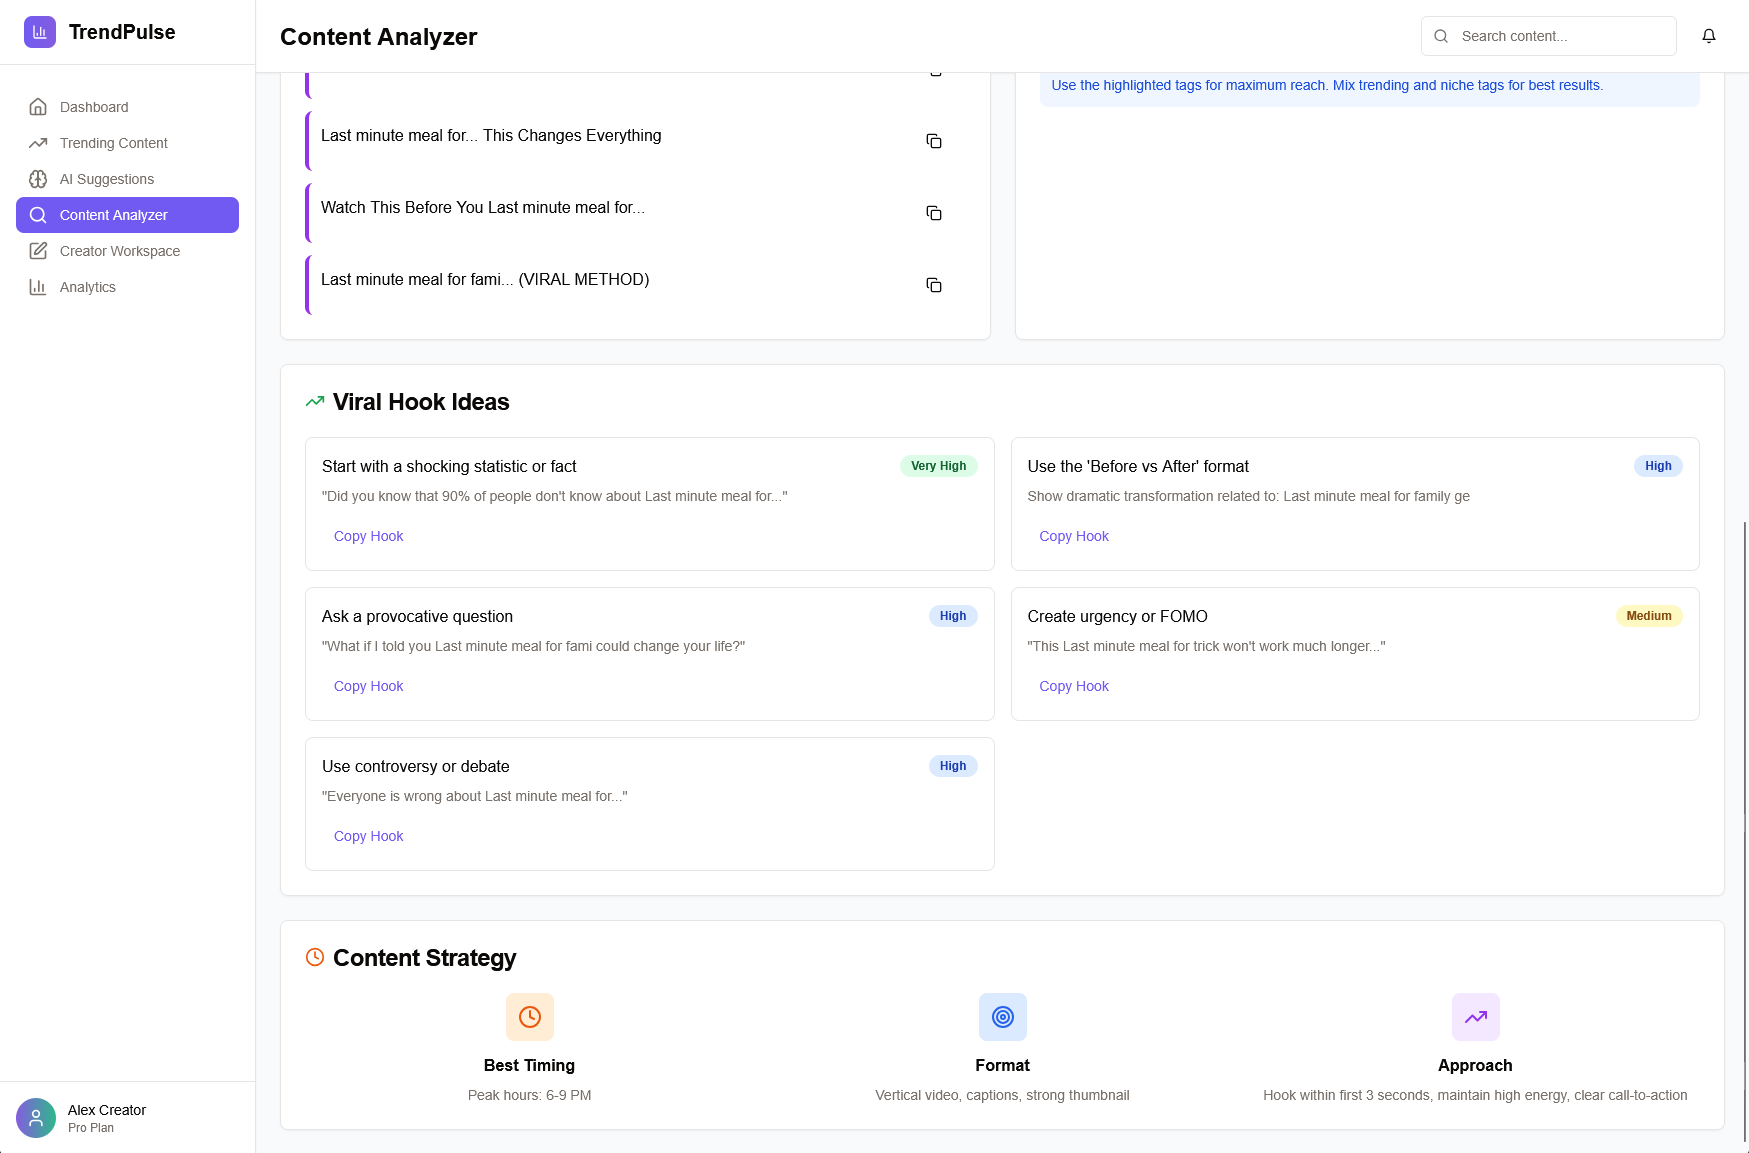 TrendPulse
Dashboard
Trending Content
AI Suggestions
Content Analyzer
Creator Workspace
Analytics
Alex Creator
Pro Plan
Content Analyzer
Search content...
Last minute meal for... This Changes Everything
Watch This Before You Last minute meal for...
Last minute meal for fami... (VIRAL METHOD)
Use the highlighted tags for maximum reach. Mix trending and niche tags for best results.
Viral Hook Ideas
Start with a shocking statistic or fact
Very High
"Did you know that 90% of people don't know about Last minute meal for..."
Copy Hook
Use the 'Before vs After' format
High
Show dramatic transformation related to: Last minute meal for family ge
Copy Hook
Ask a provocative question
High
"What if I told you Last minute meal for fami could change your life?"
Copy Hook
Create urgency or FOMO
Medium
"This Last minute meal for trick won't work much longer..."
Copy Hook
Use controversy or debate
High
"Everyone is wrong about Last minute meal for..."
Copy Hook
Content Strategy
Best Timing
Peak hours: 6-9 PM
Format
Vertical video, captions, strong thumbnail
Approach
Hook within first 3 seconds, maintain high energy, clear call-to-action